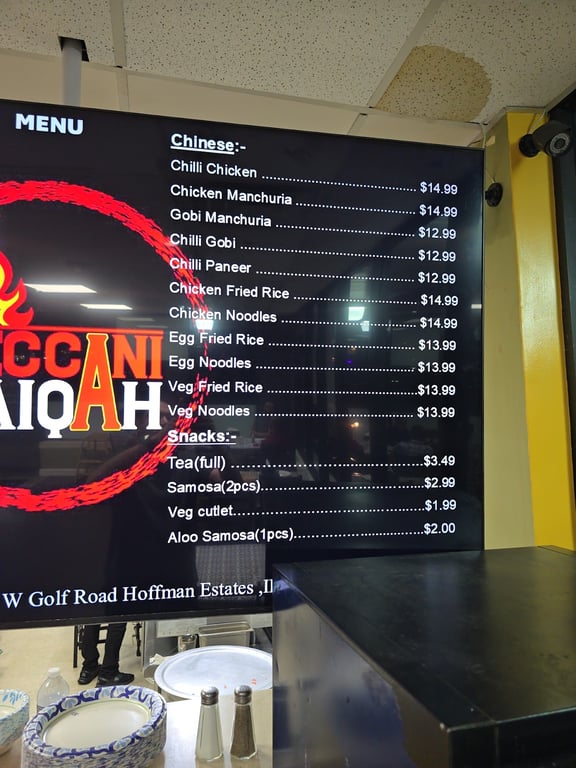 MENU
Chinese:-
Chilli Chicken ........................................ $14.99
Chicken Manchuria ............................... $14.99
Gobi Manchuria .................................... $12.99
Chilli Gobi ............................................ $12.99
Chilli Paneer ......................................... $12.99
Chicken Fried Rice ................................ $14.99
Chicken Noodles ................................... $14.99
Egg Fried Rice ...................................... $13.99
Egg Noodles ......................................... $13.99
Veg Fried Rice ...................................... $13.99
Veg Noodles ......................................... $13.99
Snacks:-
Tea(full) ................................................$3.49
Samosa(2pcs).........................................$2.99
Veg cutlet................................................$1.99
Aloo Samosa(1pcs)................................$2.00
ECCANI
AIQAH
W Golf Road Hoffman Estates ,Il